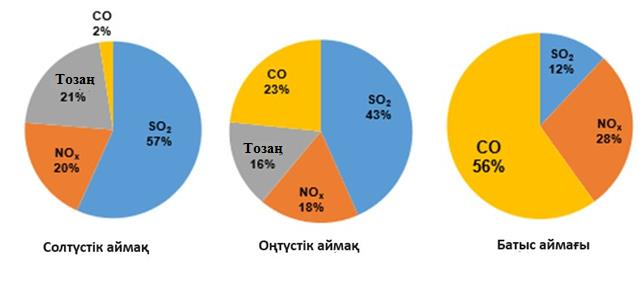 CO
2%
Тозаң
21%
SO₂
57%
NOₓ
20%
Солтүстік аймақ
CO
23%
SO₂
43%
Тозаң
16%
NOₓ
18%
Оңтүстік аймақ
SO₂
12%
NOₓ
28%
CO
56%
Батыс аймағы